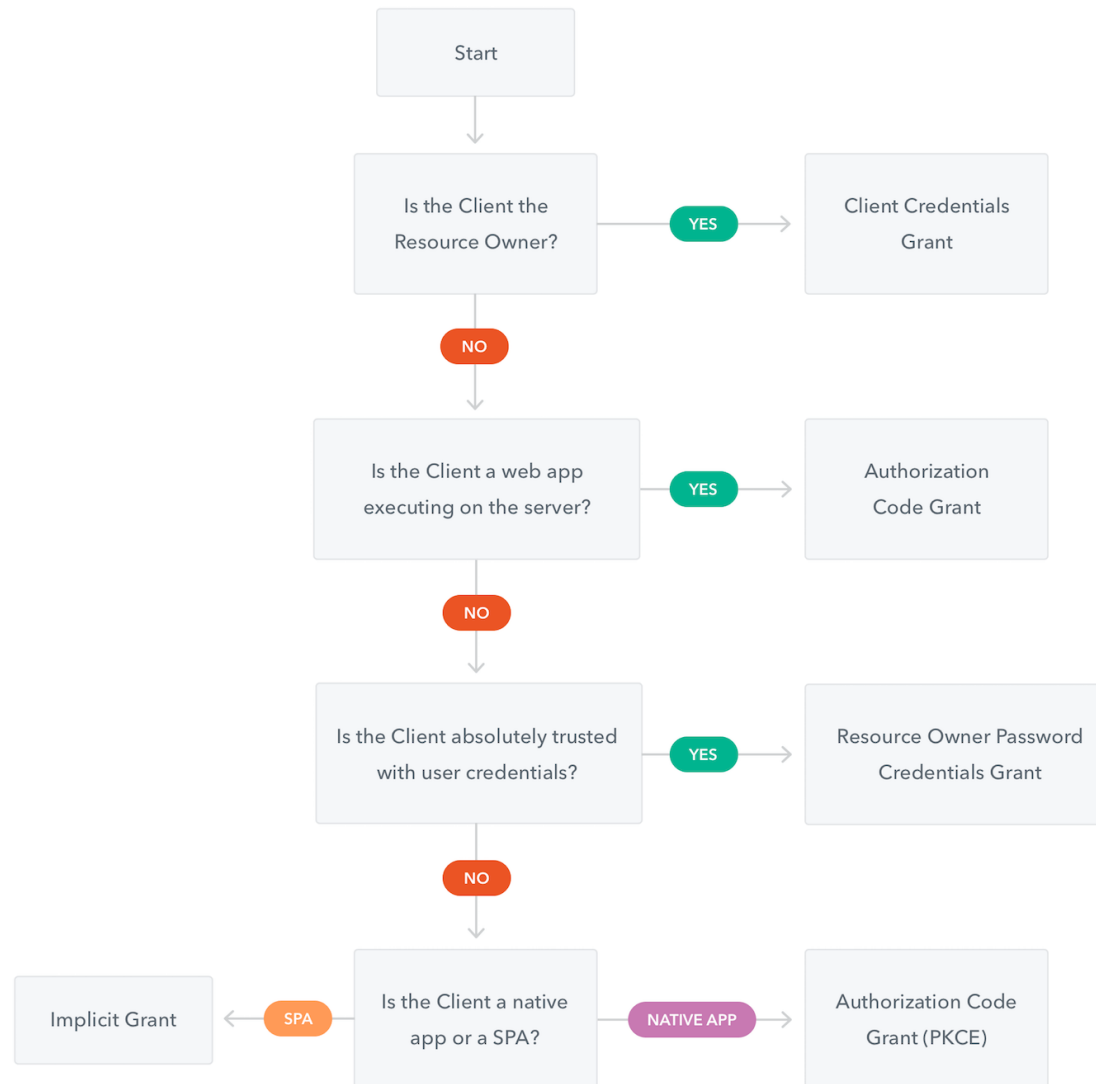 Start
Is the Client the
Resource Owner?
YES
Client Credentials
Grant
NO
Is the Client a web app
executing on the server?
YES
Authorization
Code Grant
NO
Is the Client absolutely trusted
with user credentials?
YES
Resource Owner Password
Credentials Grant
NO
Implicit Grant
SPA
Is the Client a native
app or a SPA?
NATIVE APP
Authorization Code
Grant (PKCE)